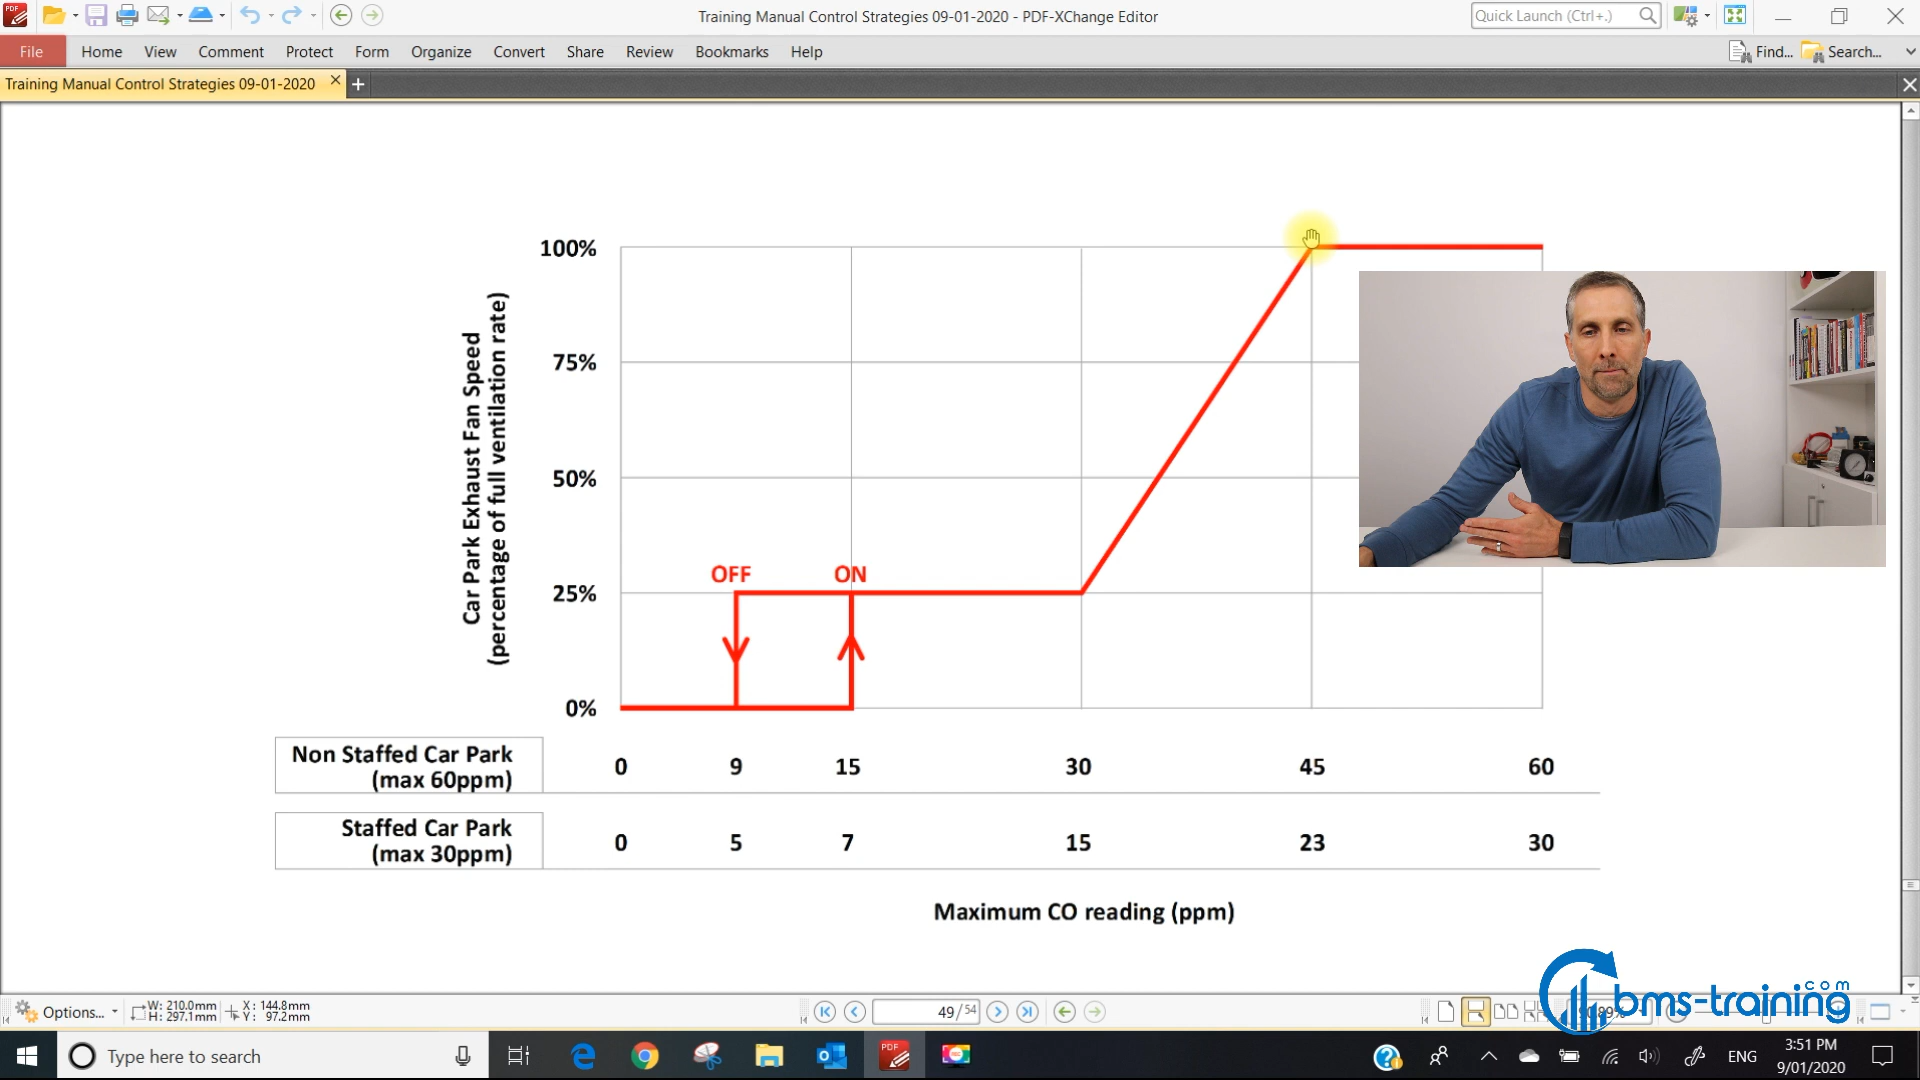 Training Manual Control Strategies 09-01-2020 - PDF-XChange Editor
Quick Launch (Ctrl+.)
File Home View Comment Protect Form Organize Convert Share Review Bookmarks Help
Find... Search...
Training Manual Control Strategies 09-01-2020
Car Park Exhaust Fan Speed
(percentage of full ventilation rate)
100%
75%
50%
25%
0%
OFF ON
Non Staffed Car Park
(max 60ppm)
0 9 15 30 45 60
Staffed Car Park
(max 30ppm)
0 5 7 15 23 30
Maximum CO reading (ppm)
bms-training
com
Options...
W: 210.0mm
H: 297.1mm
X: 144.8mm
Y: 97.2mm
49 / 54
Type here to search
PDF
ENG
3:51 PM
9/01/2020